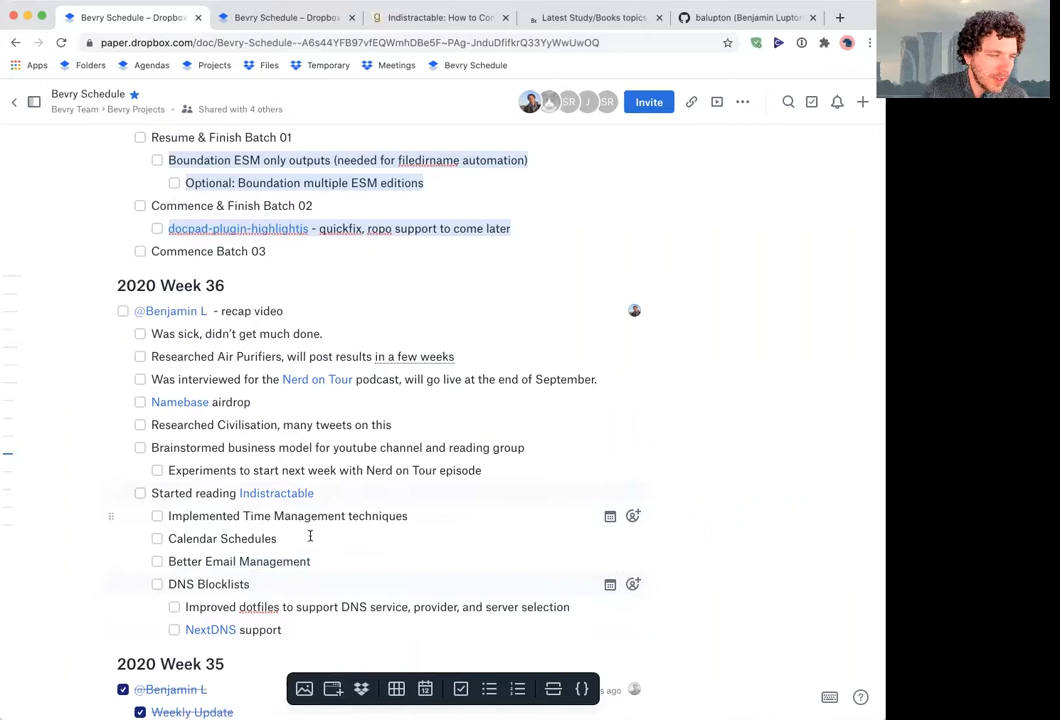 Bevry Schedule – Dropbox
Bevry Schedule – Dropbox
Indistractable: How to Con
Latest Study/Books topics
balupton (Benjamin Lupton
paper.dropbox.com/doc/Bevry-Schedule--A6s44YFB97vfEQWmhDBe5F~PAg-JnduDfifkrQ33YyWwUwOQ
Apps
Folders
Agendas
Projects
Files
Temporary
Meetings
Bevry Schedule
Bevry Schedule
Bevry Team › Bevry Projects
Shared with 4 others
SR
J
SR
Invite
Resume & Finish Batch 01
Boundation ESM only outputs (needed for filedirname automation)
Optional: Boundation multiple ESM editions
Commence & Finish Batch 02
docpad-plugin-highlightjs - quickfix, ropo support to come later
Commence Batch 03
2020 Week 36
@Benjamin L - recap video
Was sick, didn't get much done.
Researched Air Purifiers, will post results in a few weeks
Was interviewed for the Nerd on Tour podcast, will go live at the end of September.
Namebase airdrop
Researched Civilisation, many tweets on this
Brainstormed business model for youtube channel and reading group
Experiments to start next week with Nerd on Tour episode
Started reading Indistractable
Implemented Time Management techniques
Calendar Schedules
Better Email Management
DNS Blocklists
Improved dotfiles to support DNS service, provider, and server selection
NextDNS support
2020 Week 35
@Benjamin L
s ago
Weekly Update